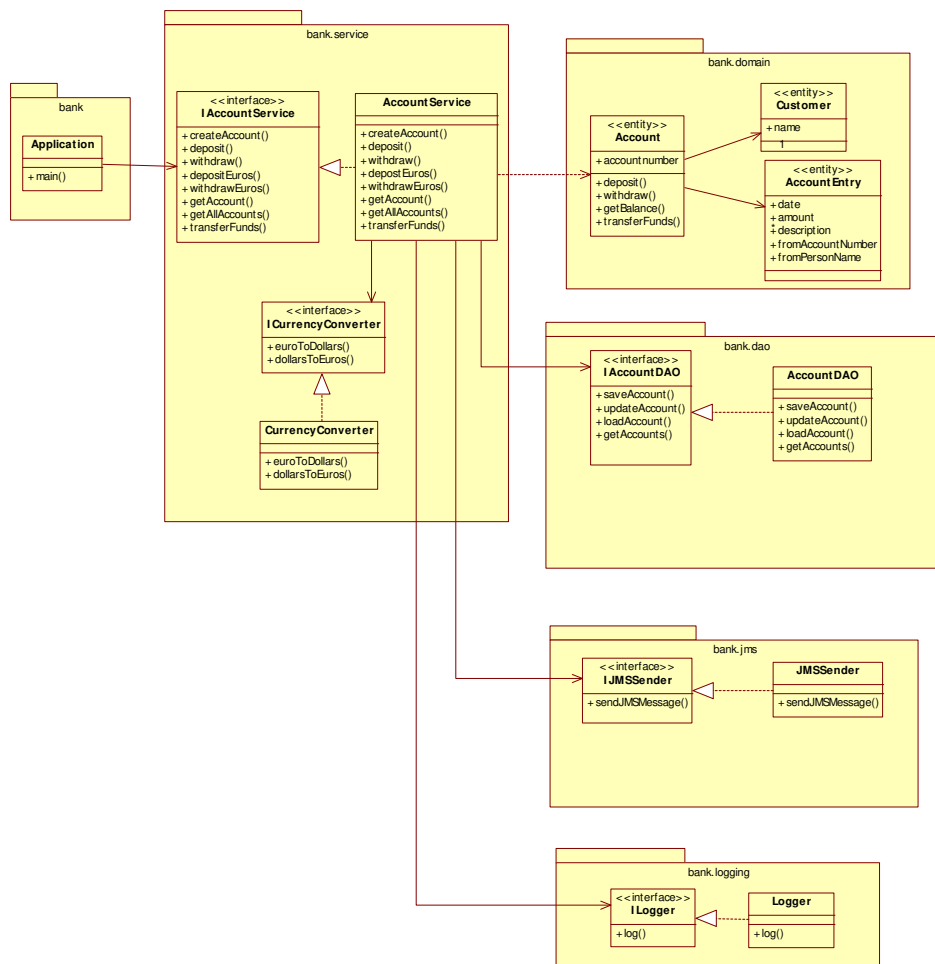 bank
Application
+ main()
bank.service
<<interface>>
IAccountService
+ createAccount()
+ deposit()
+ withdraw()
+ depositEuros()
+ withdrawEuros()
+ getAccount()
+ getAllAccounts()
+ transferFunds()
AccountService
+ createAccount()
+ deposit()
+ withdraw()
+ depostEuros()
+ withdrawEuros()
+ getAccount()
+ getAllAccounts()
+ transferFunds()
<<interface>>
ICurrencyConverter
+ euroToDollars()
+ dollarsToEuros()
CurrencyConverter
+ euroToDollars()
+ dollarsToEuros()
bank.domain
<<entity>>
Account
+ accountnumber
+ deposit()
+ withdraw()
+ getBalance()
+ transferFunds()
<<entity>>
Customer
+ name
1
<<entity>>
AccountEntry
+ date
+ amount
*
+ description
+ fromAccountNumber
+ fromPersonName
bank.dao
<<interface>>
IAccountDAO
+ saveAccount()
+ updateAccount()
+ loadAccount()
+ getAccounts()
AccountDAO
+ saveAccount()
+ updateAccount()
+ loadAccount()
+ getAccounts()
bank.jms
<<interface>>
IJMSSender
+ sendJMSMessage()
JMSSender
+ sendJMSMessage()
bank.logging
<<interface>>
ILogger
+ log()
Logger
+ log()